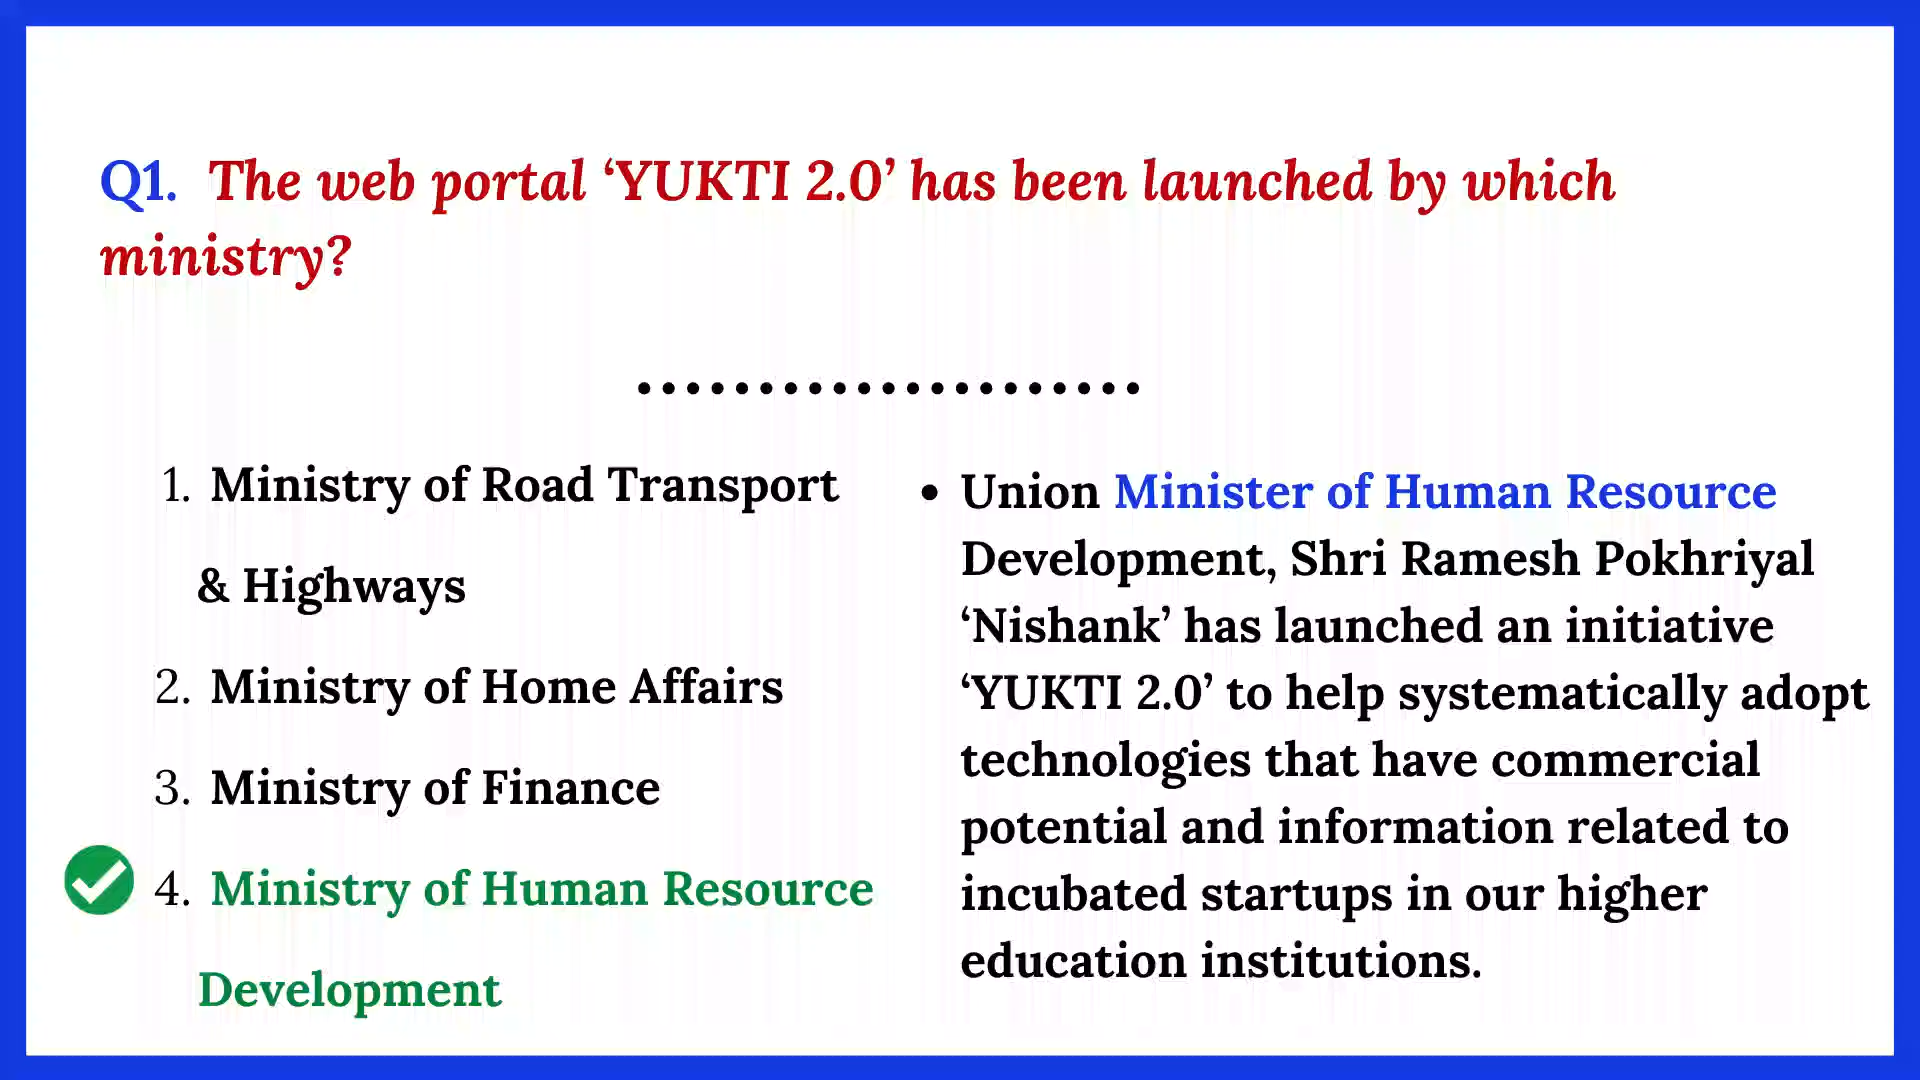 Q1. The web portal ‘YUKTI 2.0’ has been launched by which
ministry?
1. Ministry of Road Transport
& Highways
2. Ministry of Home Affairs
3. Ministry of Finance
4. Ministry of Human Resource
Development
• Union Minister of Human Resource
Development, Shri Ramesh Pokhriyal
‘Nishank’ has launched an initiative
‘YUKTI 2.0’ to help systematically adopt
technologies that have commercial
potential and information related to
incubated startups in our higher
education institutions.